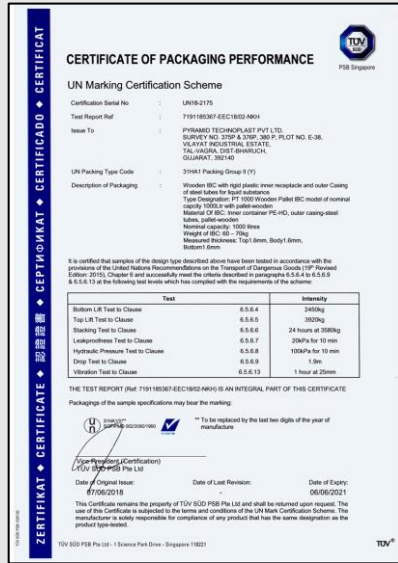 CERTIFICATE OF PACKAGING PERFORMANCE
TÜV
SÜD
PSB Singapore
UN Marking Certification Scheme
Certification Serial No : UN18-2175
Test Report Ref : 7191185367-EEC18/02-NKH
Issue To : PYRAMID TECHNOPLAST PVT LTD.
SURVEY NO. 375P & 376P, 380 P, PLOT NO. E-38,
VILAYAT INDUSTRIAL ESTATE,
TAL-VAGRA, DIST-BHARUCH,
GUJARAT, 392140
UN Packing Type Code : 31HA1 Packing Group II (Y)
Description of Packaging : Wooden IBC with rigid plastic inner receptacle and outer Casing
of steel tubes for liquid substance
Type Designation: PT 1000 Wooden Pallet IBC model of nominal
capcity 1000Ltr with pallet-wooden
Material Of IBC: Inner container PE-HD, outer casing-steel
tubes, pallet-wooden
Nominal capacity: 1000 litres
Weight of IBC: 60 – 70kg
Measured thickness: Top1.6mm, Body1.6mm,
Bottom1.6mm
It is certified that samples of the design type described above have been tested in accordance with the
provisions of the United Nations Recommendations on the Transport of Dangerous Goods (19th Revised
Edition: 2015), Chapter 6 and successfully meet the criteria described in paragraphs 6.5.6.4 to 6.5.6.9
& 6.5.6.13 at the following test levels which has complied with the requirements of the scheme:
Test Intensity
Bottom Lift Test to Clause 6.5.6.4 2450kg
Top Lift Test to Clause 6.5.6.5 3920kg
Stacking Test to Clause 6.5.6.6 24 hours at 3580kg
Leakproofness Test to Clause 6.5.6.7 20kPa for 10 min
Hydraulic Pressure Test to Clause 6.5.6.8 100kPa for 10 min
Drop Test to Clause 6.5.6.9 1.9m
Vibration Test to Clause 6.5.6.13 1 hour at 25mm
THE TEST REPORT (Ref: 7191185367-EEC18/02-NKH) IS AN INTEGRAL PART OF THIS CERTIFICATE
Packagings of the sample specifications may bear the marking:
un
** To be replaced by the last two digits of the year of
manufacture
Vice President (Certification)
TÜV SÜD PSB Pte Ltd
Date of Original Issue: Date of Last Revision: Date of Expiry:
07/06/2018 - 06/06/2021
This Certificate remains the property of TÜV SÜD PSB Pte Ltd and shall be returned upon request. The
use of this Certificate is subjected to the terms and conditions of the UN Mark Certification Scheme. The
manufacturer is solely responsible for compliance of any product that has the same designation as the
product type-tested.
TÜV SÜD PSB Pte Ltd • 1 Science Park Drive • Singapore 118221
TÜV®
ZERTIFIKAT ◆ CERTIFICATE ◆ 認證證書 ◆ СЕРТИФИКАТ ◆ CERTIFICADO ◆ CERTIFICAT